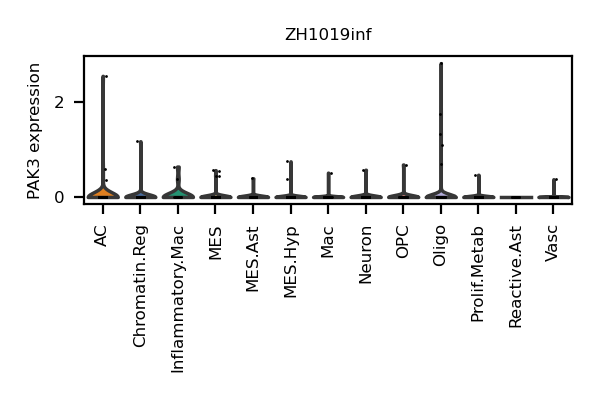 ZH1019inf
PAK3 expression
2
0
AC
Chromatin.Reg
Inflammatory.Mac
MES
MES.Ast
MES.Hyp
Mac
Neuron
OPC
Oligo
Prolif.Metab
Reactive.Ast
Vasc